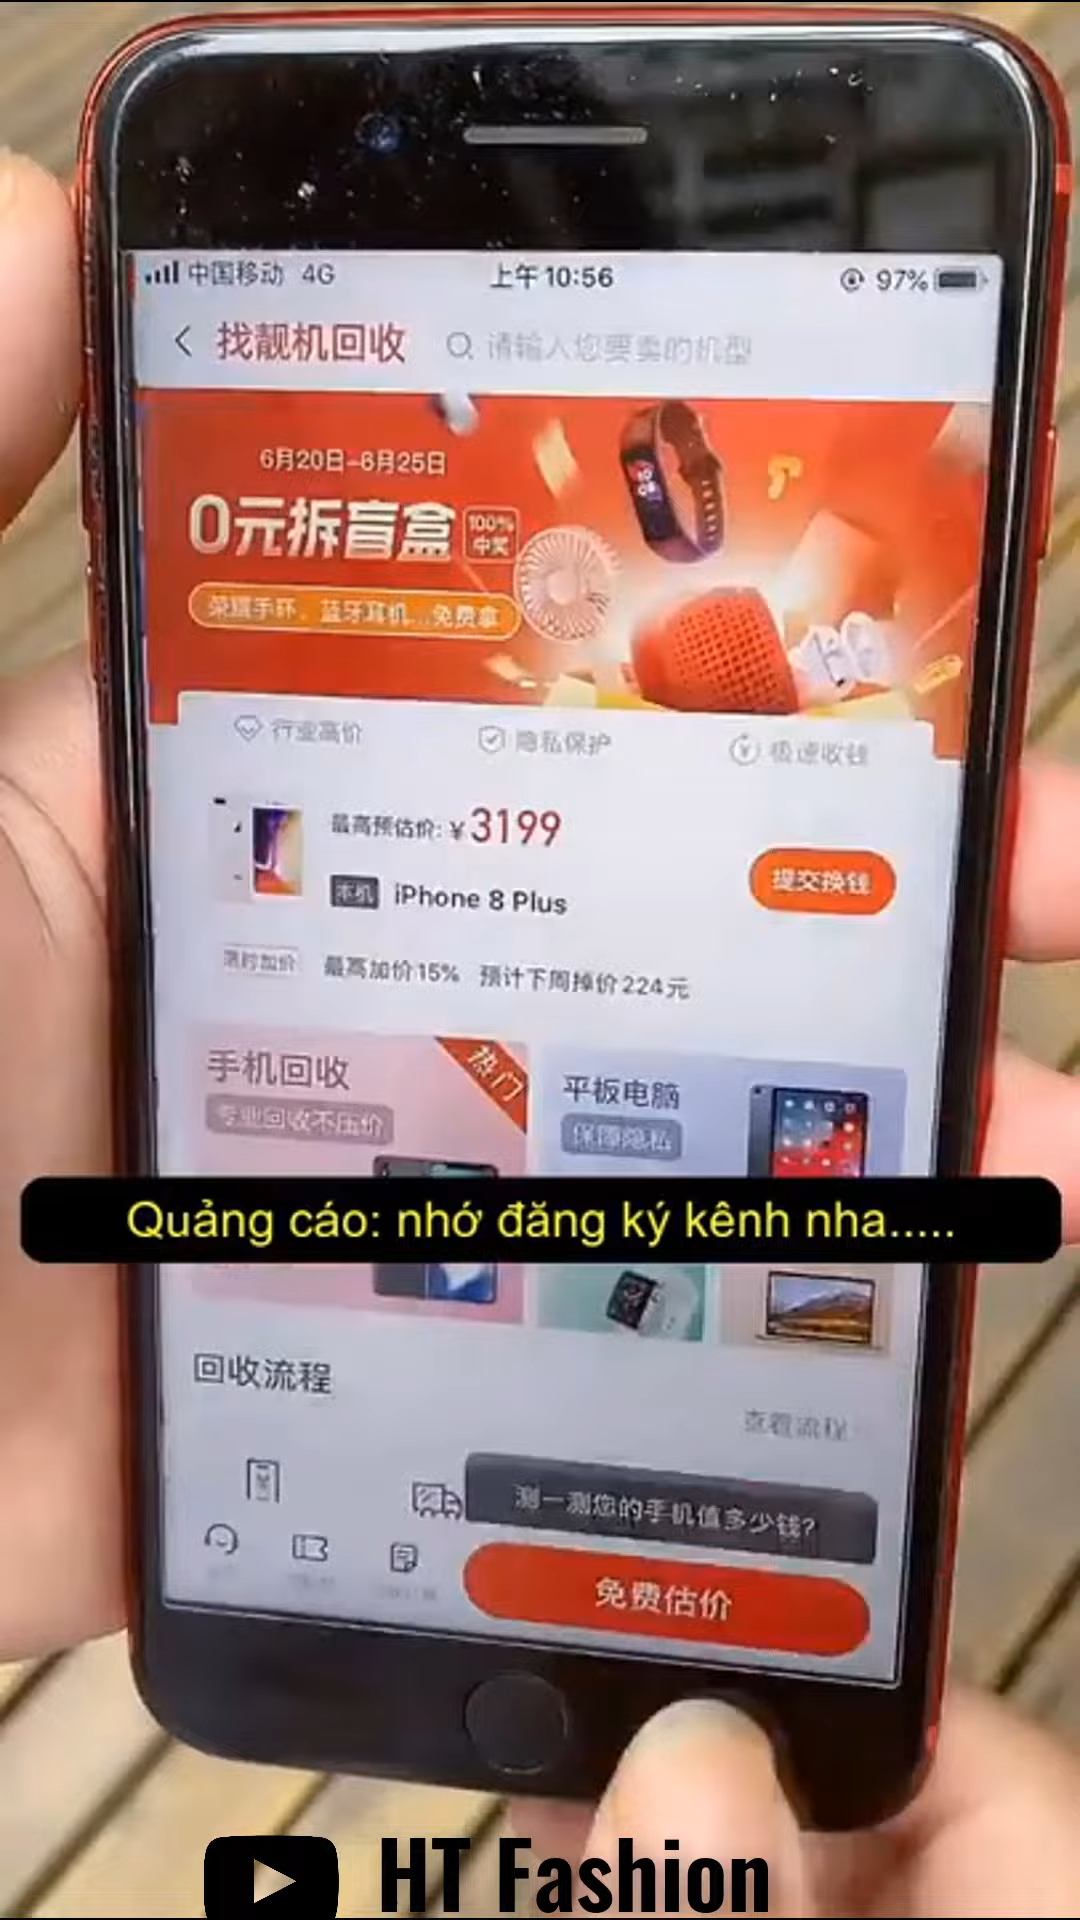 中国移动 4G
上午10:56
97%
找靓机回收
请输入您要卖的机型
6月20日-6月25日
0元拆盲盒
100%
中奖
荣耀手环、蓝牙耳机...免费拿
行业高价
隐私保护
极速收钱
最高预估价: ¥3199
本机 iPhone 8 Plus
提交换钱
限时加价
最高加价15% 预计下周掉价224元
手机回收
热门
专业回收不压价
平板电脑
保障隐私
Quảng cáo: nhớ đăng ký kênh nha.....
回收流程
查看流程
测一测您的手机值多少钱?
免费估价
HT Fashion